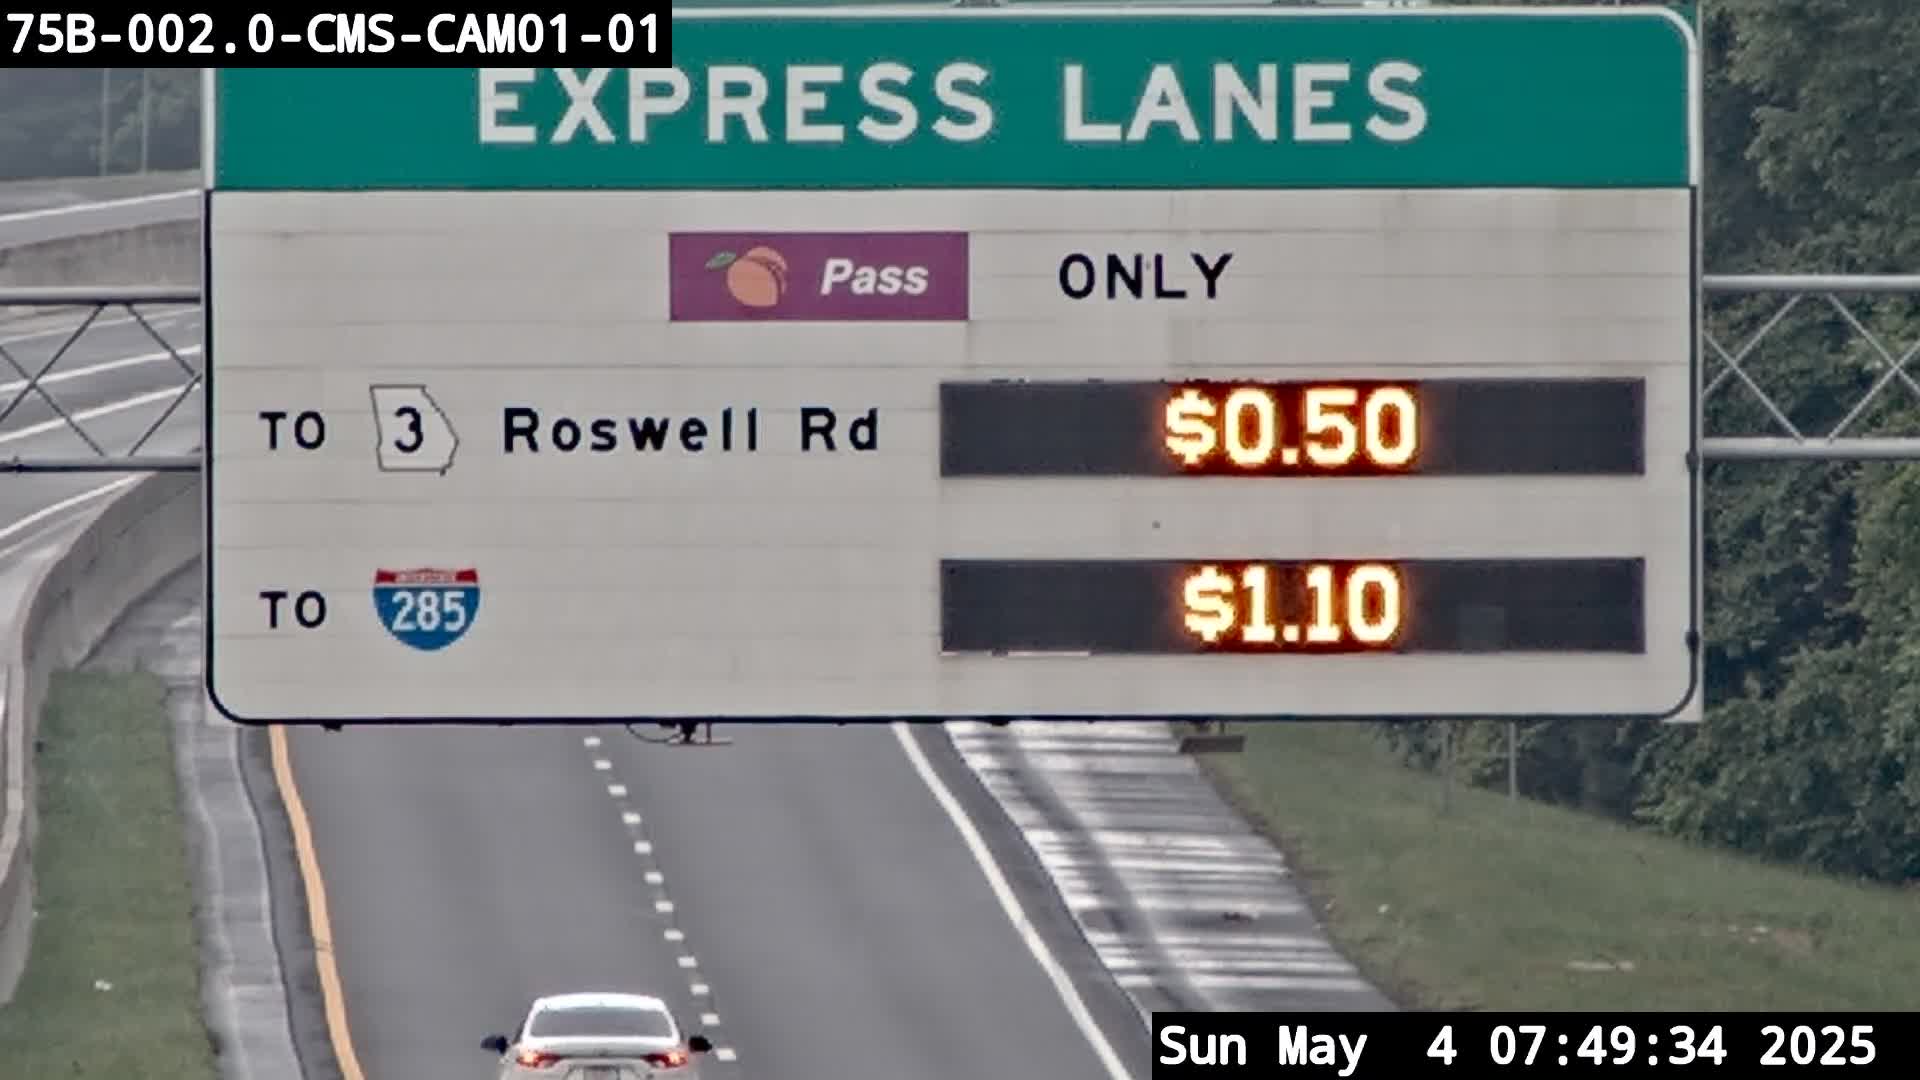 75B-002.0-CMS-CAM01-01
EXPRESS LANES
Pass ONLY
TO 3 Roswell Rd $0.50
TO 285 $1.10
Sun May 4 07:49:34 2025